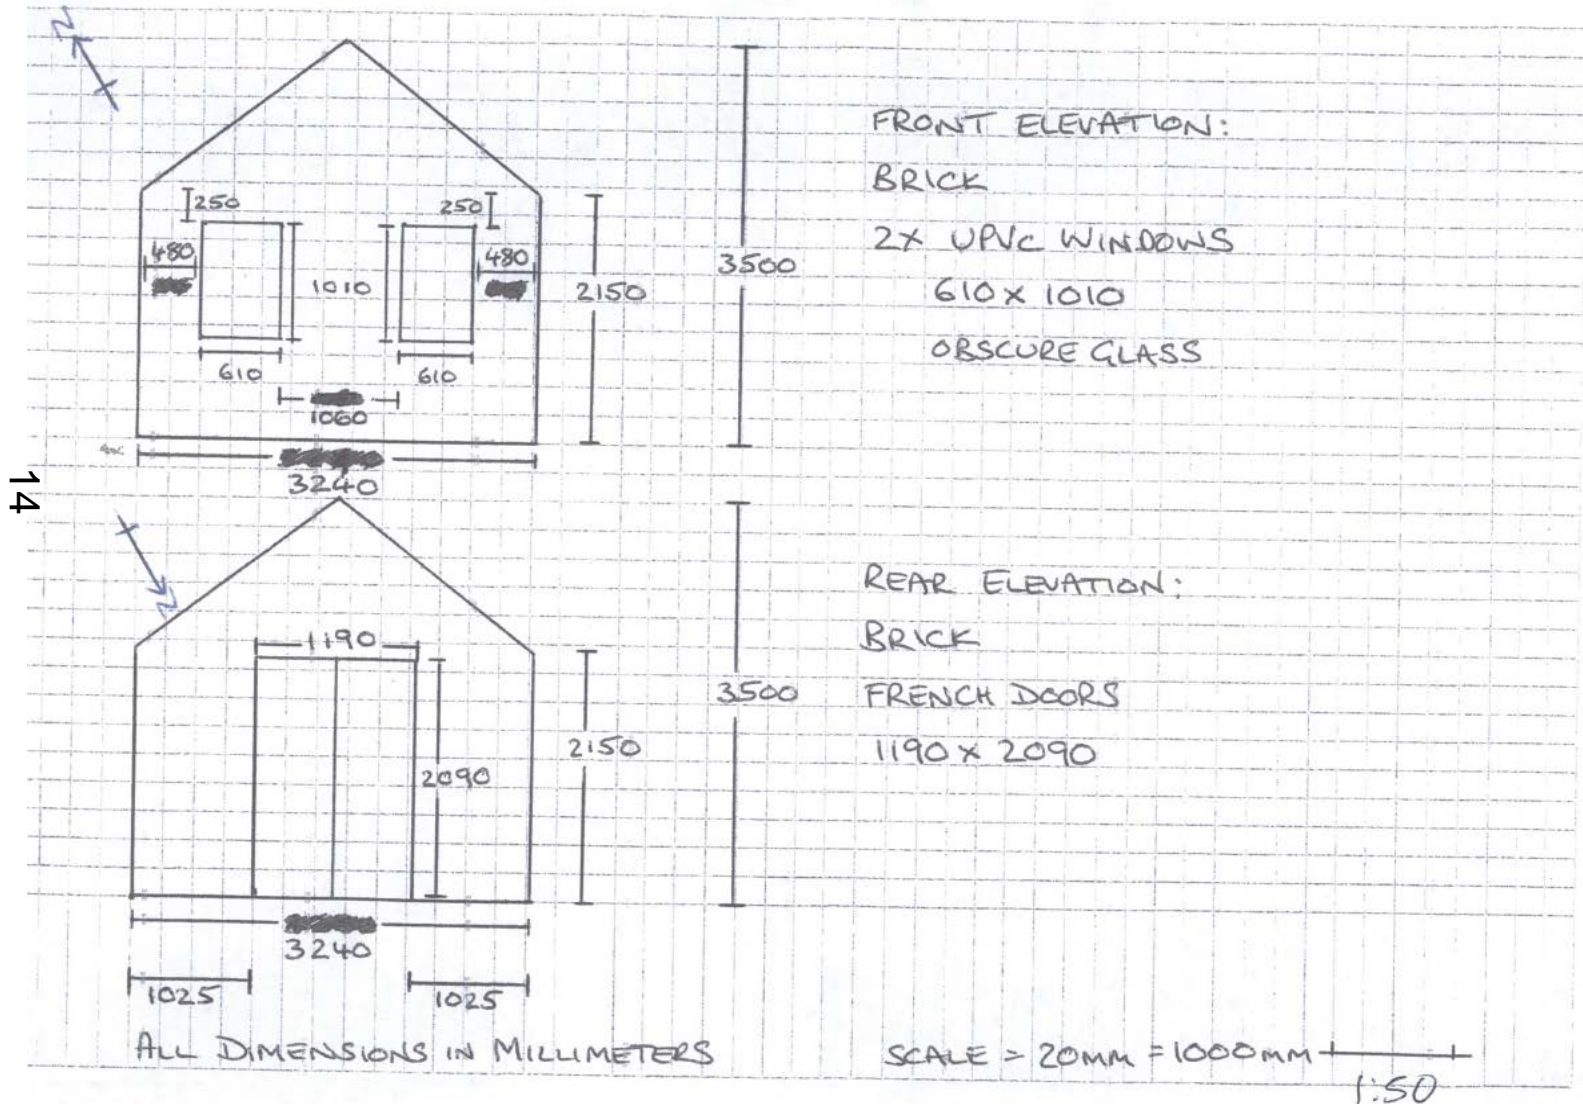 N
250
250
480
480
1010
2150
3500
610
610
1060
3240
FRONT ELEVATION:
BRICK
2X UPVC WINDOWS
610 X 1010
OBSCURE GLASS
14
N
1190
2090
2150
3500
3240
1025
1025
REAR ELEVATION:
BRICK
FRENCH DOORS
1190 X 2090
ALL DIMENSIONS IN MILLIMETERS
SCALE = 20MM = 1000MM
1:50